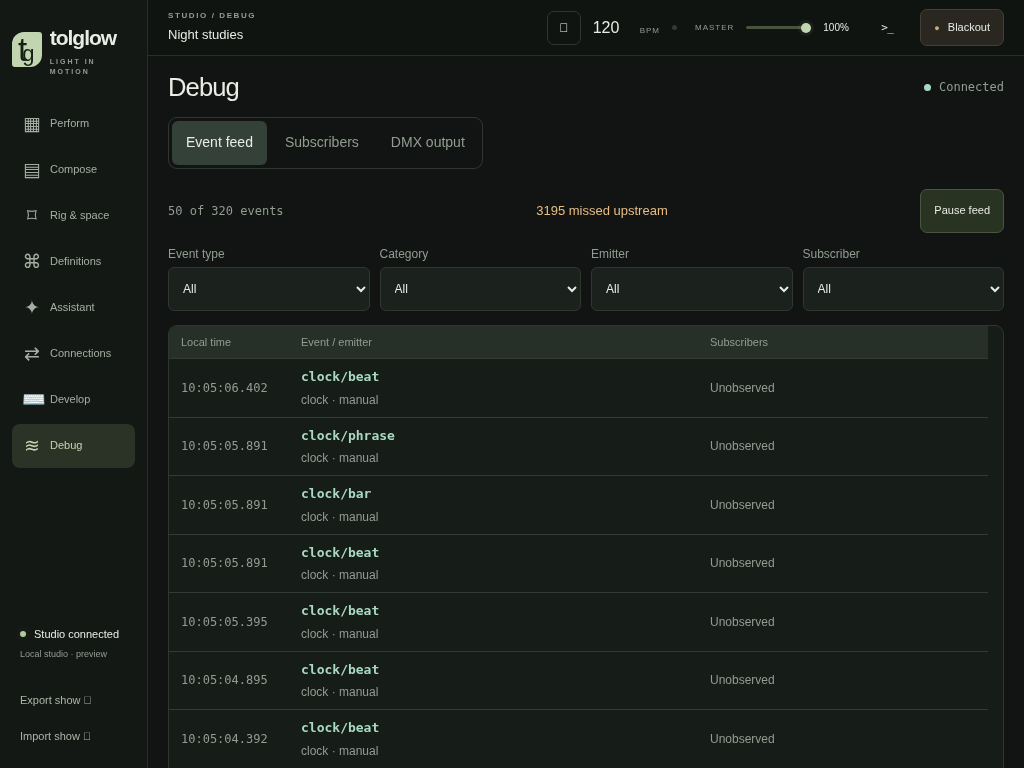 tg
tolglow
LIGHT IN
MOTION
Perform
Compose
Rig & space
Definitions
Assistant
Connections
Develop
Debug
Studio connected
Local studio · preview
Export show
Import show
STUDIO / DEBUG
Night studies
120
BPM
MASTER
100%
>_
Blackout
Debug
Connected
Event feed
Subscribers
DMX output
50 of 320 events
3195 missed upstream
Pause feed
Event type
Category
Emitter
Subscriber
All
All
All
All
Local time
Event / emitter
Subscribers
10:05:06.402
clock/beat
clock · manual
Unobserved
10:05:05.891
clock/phrase
clock · manual
Unobserved
10:05:05.891
clock/bar
clock · manual
Unobserved
10:05:05.891
clock/beat
clock · manual
Unobserved
10:05:05.395
clock/beat
clock · manual
Unobserved
10:05:04.895
clock/beat
clock · manual
Unobserved
10:05:04.392
clock/beat
clock · manual
Unobserved